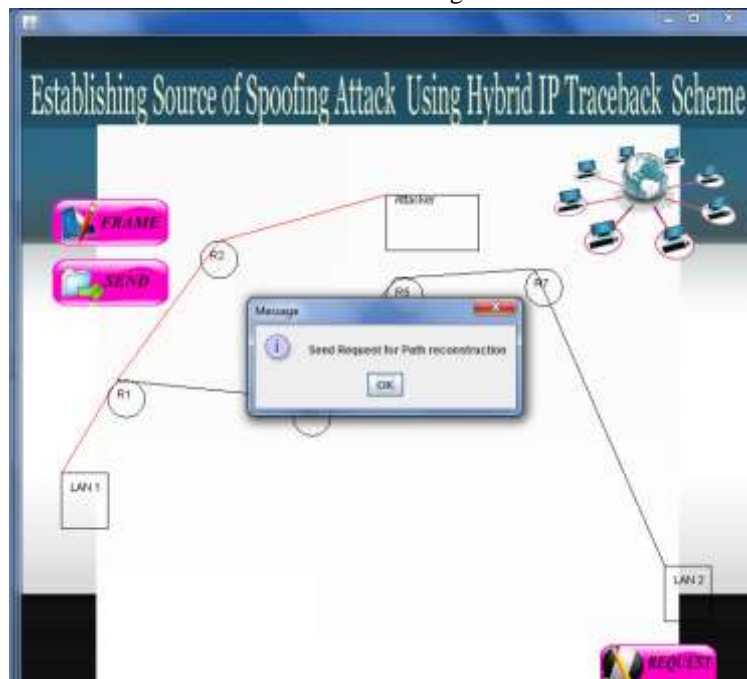 Establishing Source of Spoofing Attack Using Hybrid IP Traceback Scheme
Attacker
FRAME
R2
SEND
R5
R7
Message
Send Request for Path reconstruction
OK
R1
LAN 1
LAN 2
REQUEST